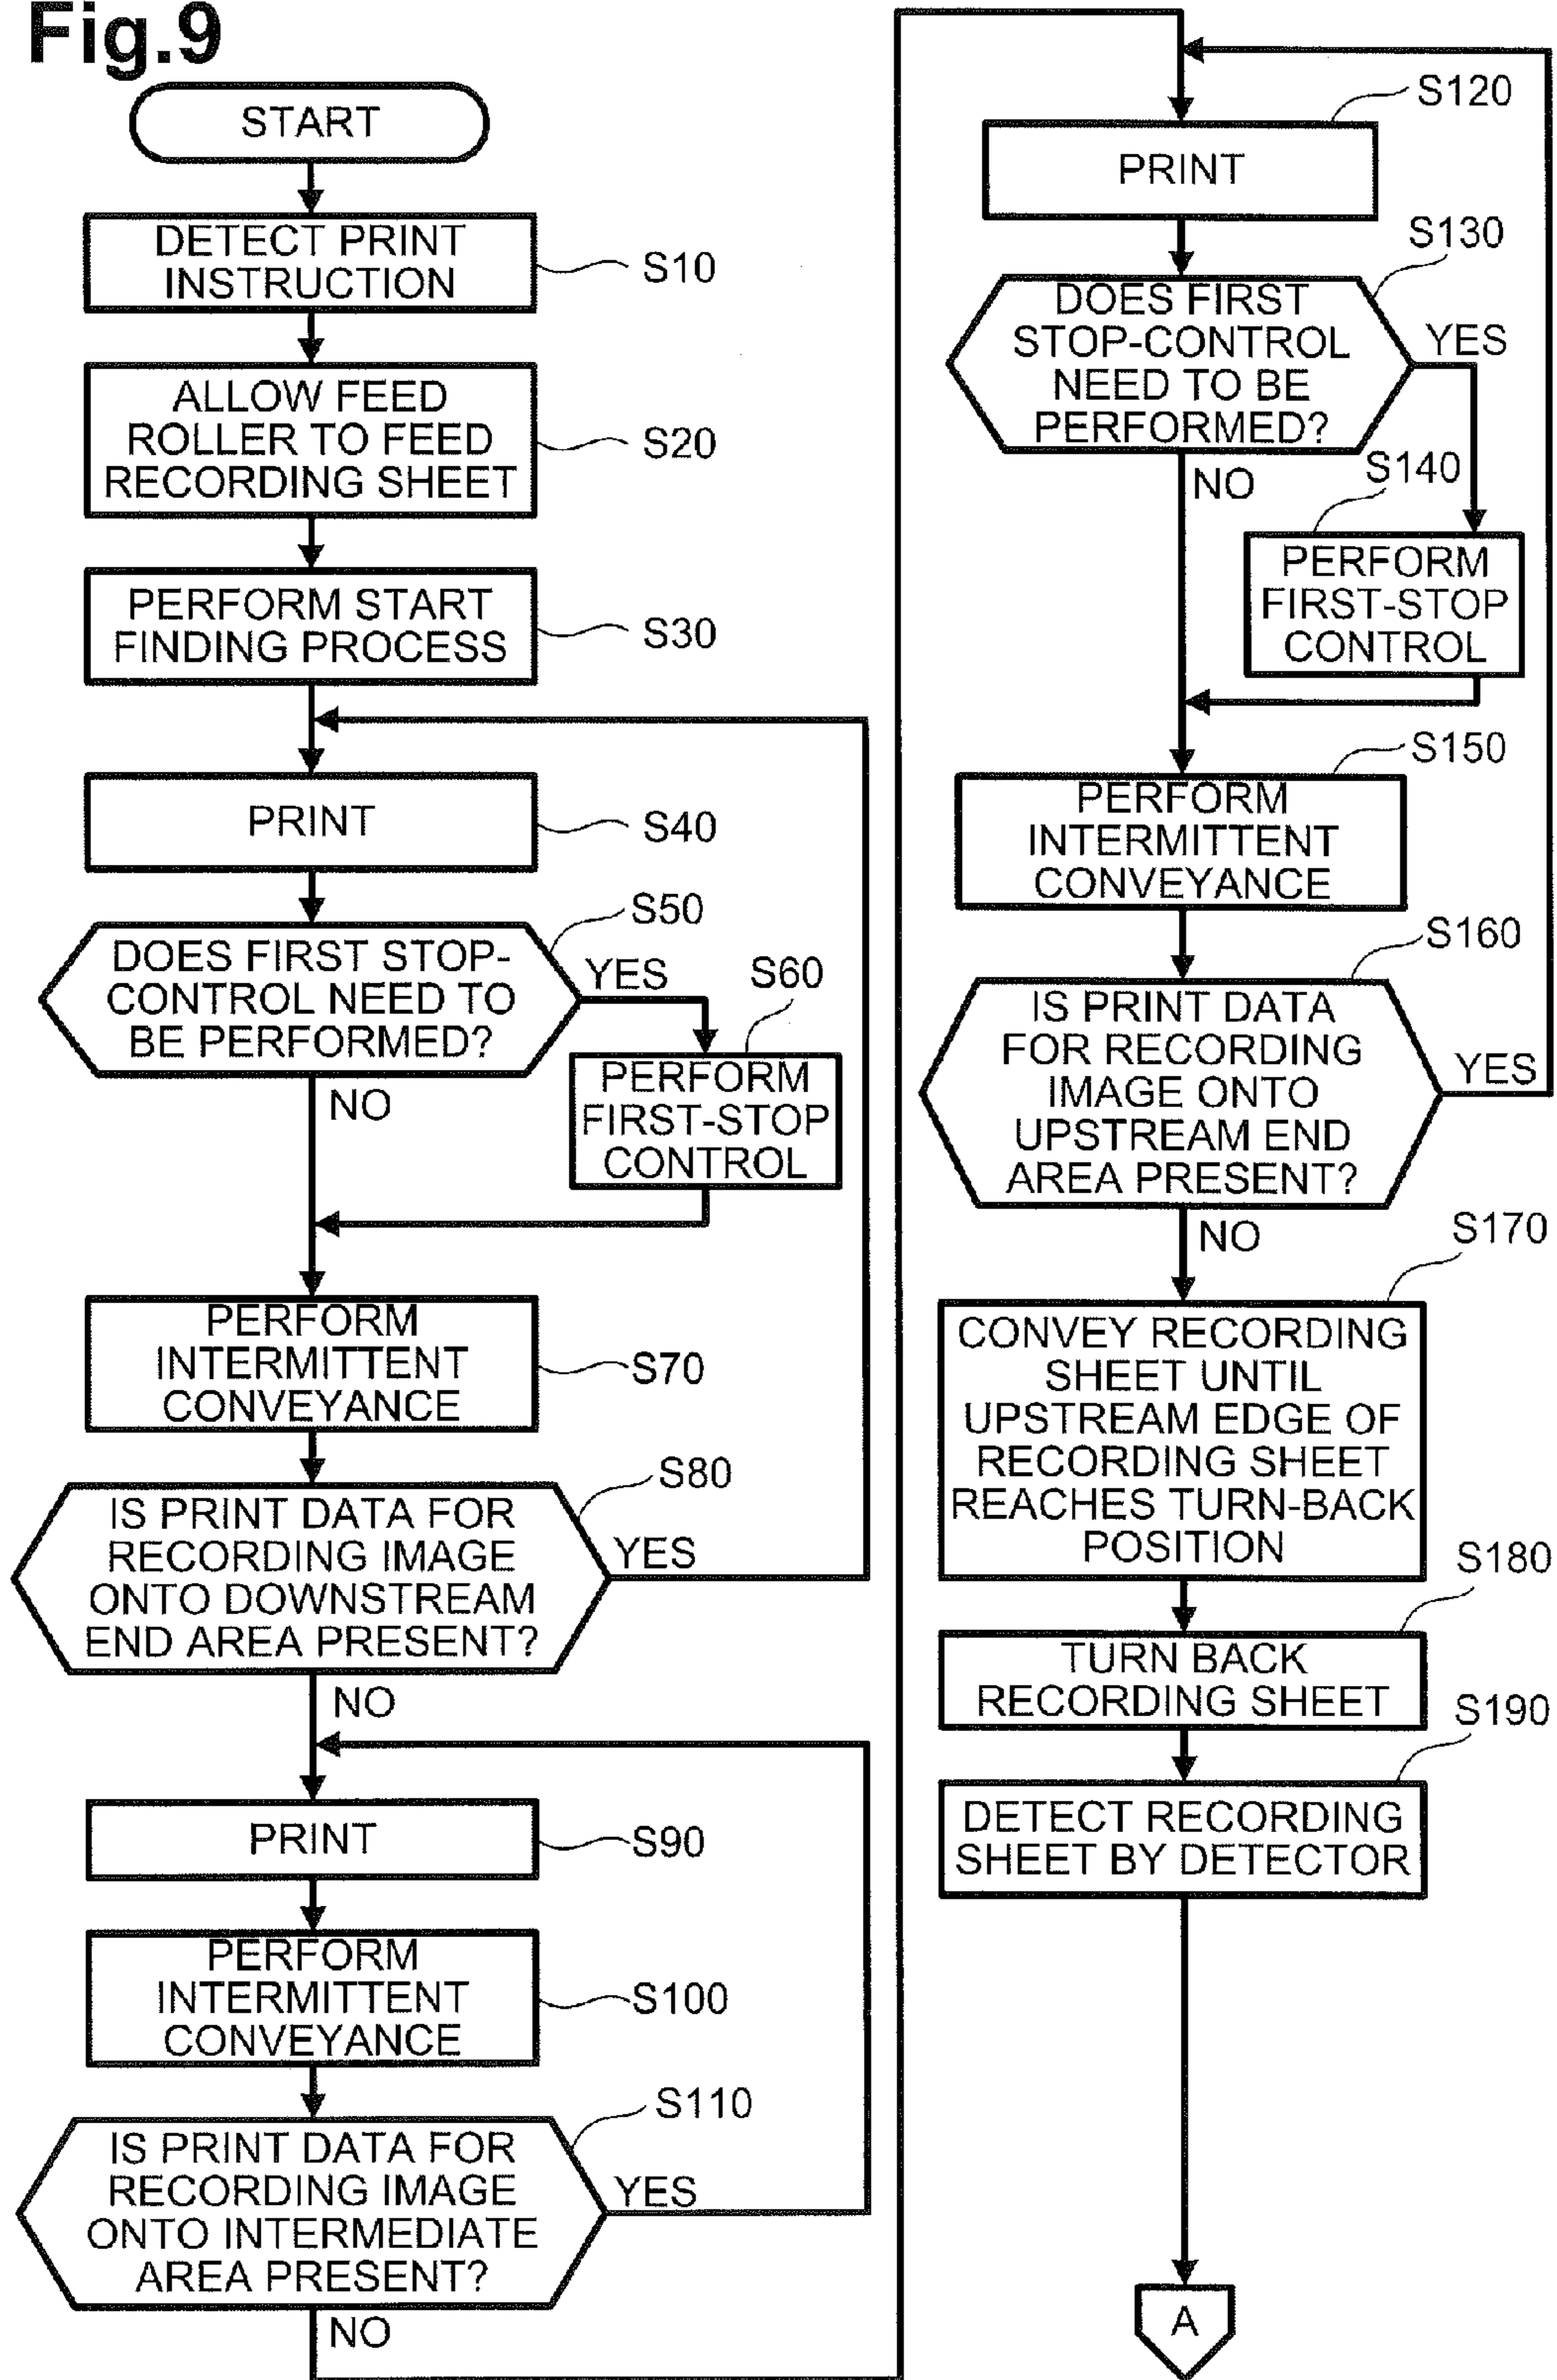 Fig.9
START
DETECT PRINT
INSTRUCTION
S10
ALLOW FEED
ROLLER TO FEED
RECORDING SHEET
S20
PERFORM START
FINDING PROCESS
S30
PRINT
S40
S50
DOES FIRST STOP-
CONTROL NEED TO
BE PERFORMED?
YES
NO
S60
PERFORM
FIRST-STOP
CONTROL
PERFORM
INTERMITTENT
CONVEYANCE
S70
S80
IS PRINT DATA FOR
RECORDING IMAGE
ONTO DOWNSTREAM
END AREA PRESENT?
YES
NO
PRINT
S90
PERFORM
INTERMITTENT
CONVEYANCE
S100
S110
IS PRINT DATA FOR
RECORDING IMAGE
ONTO INTERMEDIATE
AREA PRESENT?
YES
NO
S120
PRINT
S130
DOES FIRST
STOP-CONTROL
NEED TO BE
PERFORMED?
YES
NO
S140
PERFORM
FIRST-STOP
CONTROL
S150
PERFORM
INTERMITTENT
CONVEYANCE
S160
IS PRINT DATA
FOR RECORDING
IMAGE ONTO
UPSTREAM END
AREA PRESENT?
YES
NO
S170
CONVEY RECORDING
SHEET UNTIL
UPSTREAM EDGE OF
RECORDING SHEET
REACHES TURN-BACK
POSITION
S180
TURN BACK
RECORDING SHEET
S190
DETECT RECORDING
SHEET BY DETECTOR
A